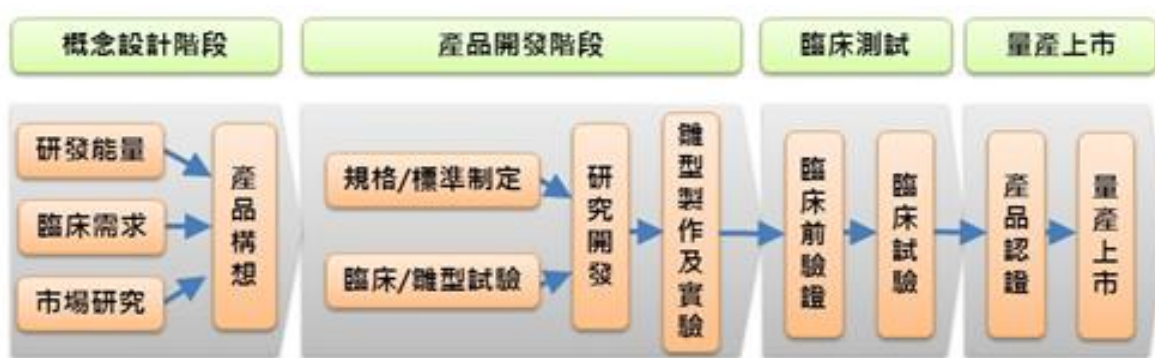 概念設計階段
產品開發階段
臨床測試
量產上市
研發能量
臨床需求
市場研究
產品構想
規格/標準制定
臨床/雛型試驗
研究開發
雛型製作及實驗
臨床前驗證
臨床試驗
產品認證
量產上市